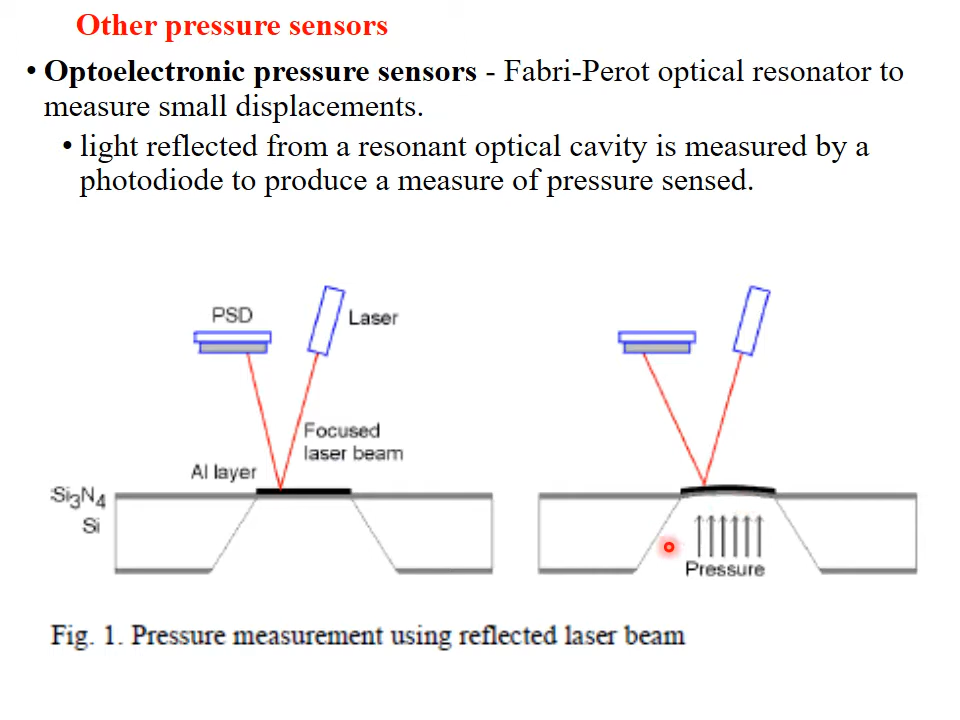 Other pressure sensors
• Optoelectronic pressure sensors - Fabri-Perot optical resonator to
measure small displacements.
• light reflected from a resonant optical cavity is measured by a
photodiode to produce a measure of pressure sensed.
PSD
Laser
Focused
laser beam
Al layer
Si₃N₄
Si
Pressure
Fig. 1. Pressure measurement using reflected laser beam